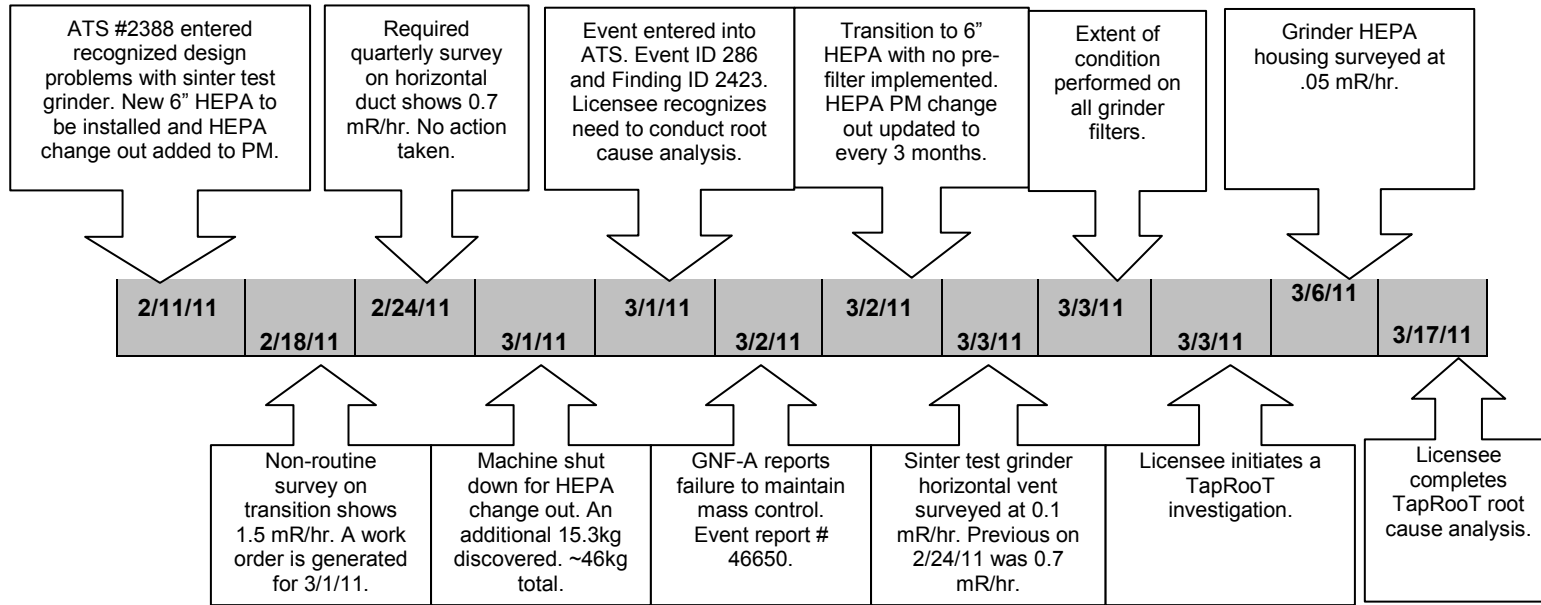 ATS #2388 entered
recognized design
problems with sinter test
grinder. New 6” HEPA to
be installed and HEPA
change out added to PM.
Required
quarterly survey
on horizontal
duct shows 0.7
mR/hr. No action
taken.
Event entered into
ATS. Event ID 286
and Finding ID 2423.
Licensee recognizes
need to conduct root
cause analysis.
Transition to 6”
HEPA with no pre-
filter implemented.
HEPA PM change
out updated to
every 3 months.
Extent of
condition
performed on
all grinder
filters.
Grinder HEPA
housing surveyed at
.05 mR/hr.
2/11/11
2/18/11
2/24/11
3/1/11
3/1/11
3/2/11
3/2/11
3/3/11
3/3/11
3/3/11
3/6/11
3/17/11
Non-routine
survey on
transition shows
1.5 mR/hr. A work
order is generated
for 3/1/11.
Machine shut
down for HEPA
change out. An
additional 15.3kg
discovered. ~46kg
total.
GNF-A reports
failure to maintain
mass control.
Event report #
46650.
Sinter test grinder
horizontal vent
surveyed at 0.1
mR/hr. Previous on
2/24/11 was 0.7
mR/hr.
Licensee initiates a
TapRooT
investigation.
Licensee
completes
TapRooT root
cause analysis.